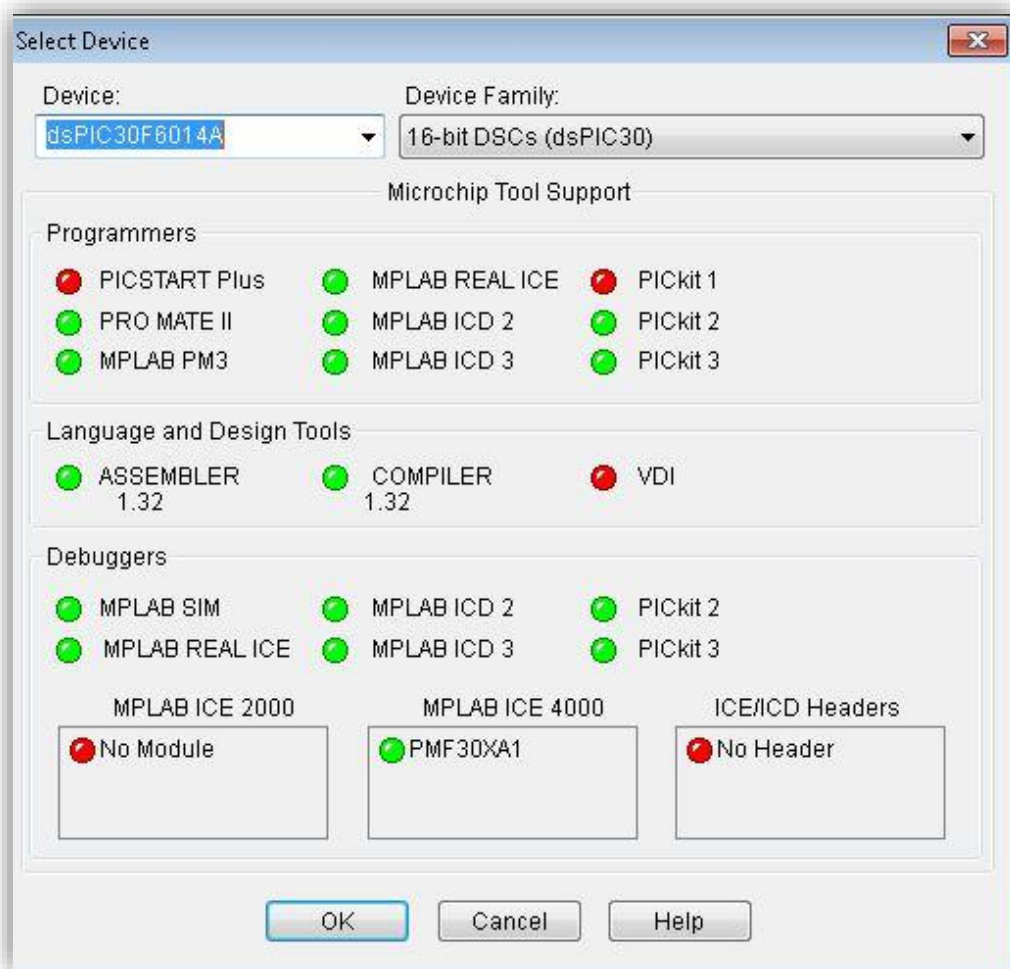 Select Device
Device: Device Family:
dsPIC30F6014A 16-bit DSCs (dsPIC30)
Microchip Tool Support
Programmers
PICSTART Plus MPLAB REAL ICE PICkit 1
PRO MATE II MPLAB ICD 2 PICkit 2
MPLAB PM3 MPLAB ICD 3 PICkit 3
Language and Design Tools
ASSEMBLER COMPILER VDI
1.32 1.32
Debuggers
MPLAB SIM MPLAB ICD 2 PICkit 2
MPLAB REAL ICE MPLAB ICD 3 PICkit 3
MPLAB ICE 2000 MPLAB ICE 4000 ICE/ICD Headers
No Module PMF30XA1 No Header
OK Cancel Help